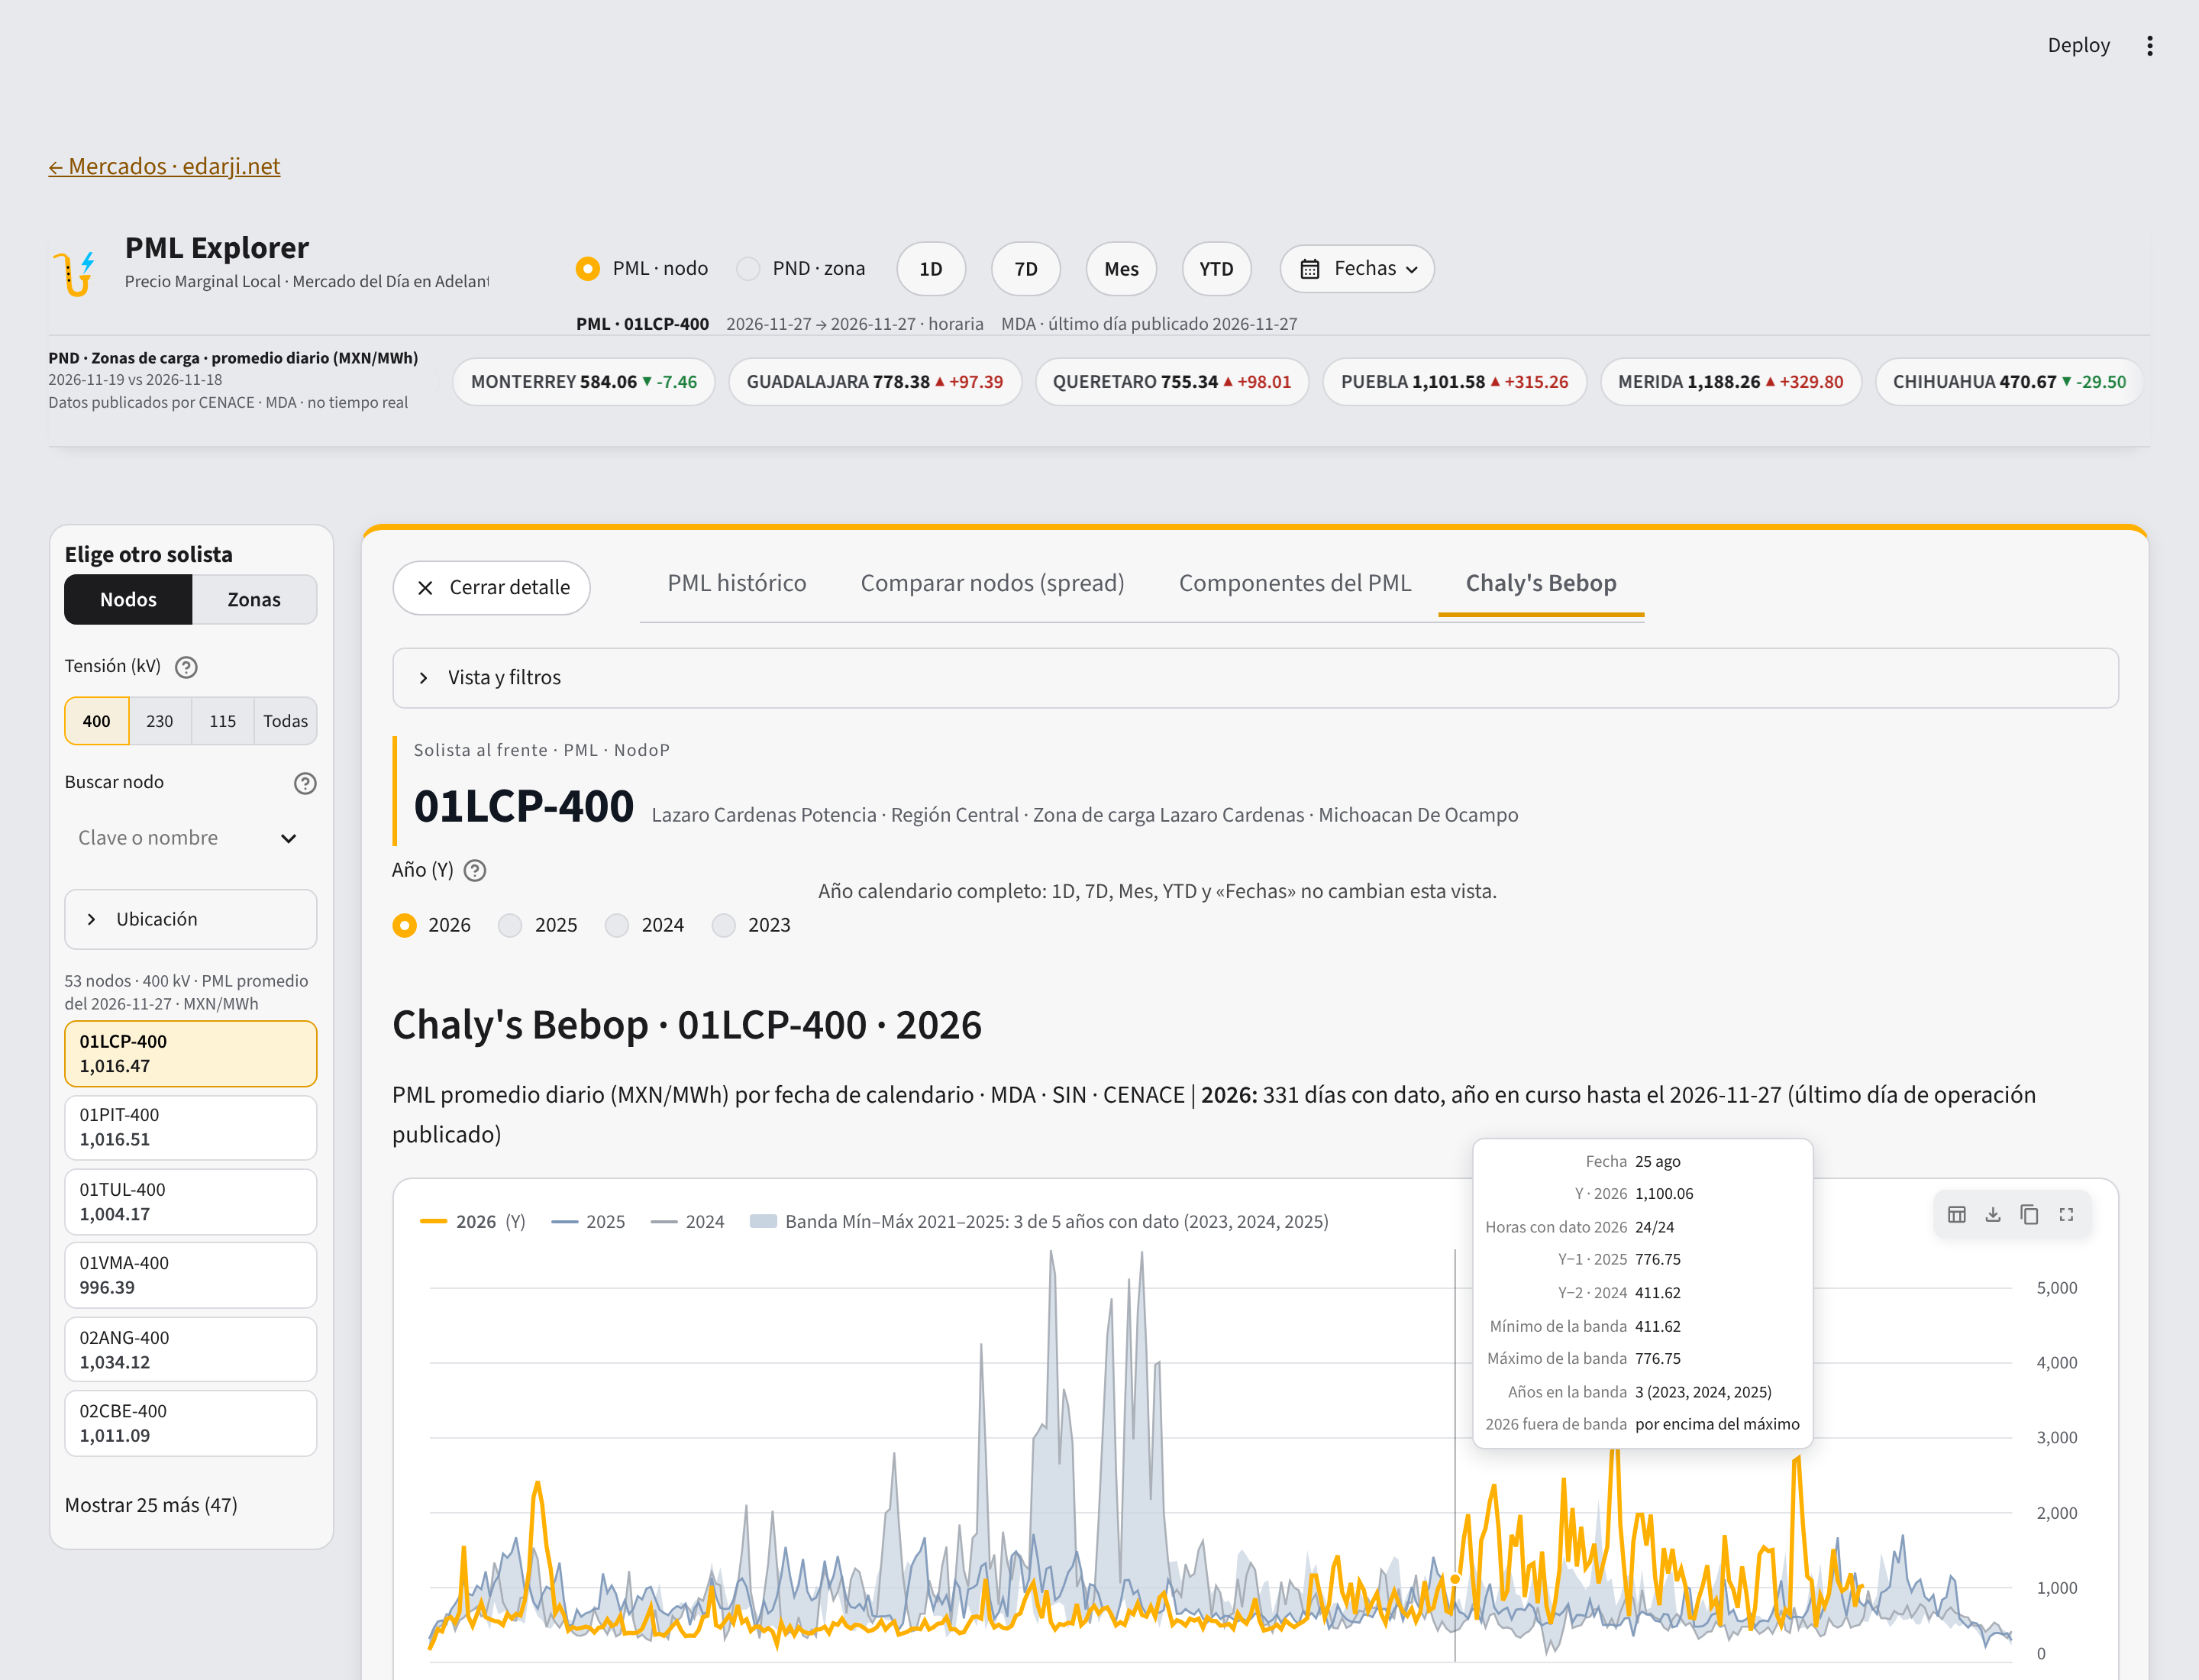 Deploy
← Mercados · edarji.net
PML Explorer
Precio Marginal Local · Mercado del Día en Adelant
PML · nodo
PND · zona
1D
7D
Mes
YTD
Fechas
PML · 01LCP-400 2026-11-27 → 2026-11-27 · horaria MDA · último día publicado 2026-11-27
PND · Zonas de carga · promedio diario (MXN/MWh)
2026-11-19 vs 2026-11-18
Datos publicados por CENACE · MDA · no tiempo real
MONTERREY 584.06 ▼ -7.46
GUADALAJARA 778.38 ▲ +97.39
QUERETARO 755.34 ▲ +98.01
PUEBLA 1,101.58 ▲ +315.26
MERIDA 1,188.26 ▲ +329.80
CHIHUAHUA 470.67 ▼ -29.50
Elige otro solista
Nodos
Zonas
Tensión (kV)
400
230
115
Todas
Buscar nodo
Clave o nombre
Ubicación
53 nodos · 400 kV · PML promedio
del 2026-11-27 · MXN/MWh
01LCP-400
1,016.47
01PIT-400
1,016.51
01TUL-400
1,004.17
01VMA-400
996.39
02ANG-400
1,034.12
02CBE-400
1,011.09
Mostrar 25 más (47)
Cerrar detalle
PML histórico
Comparar nodos (spread)
Componentes del PML
Chaly's Bebop
Vista y filtros
Solista al frente · PML · NodoP
01LCP-400 Lazaro Cardenas Potencia · Región Central · Zona de carga Lazaro Cardenas · Michoacan De Ocampo
Año (Y)
2026
2025
2024
2023
Año calendario completo: 1D, 7D, Mes, YTD y «Fechas» no cambian esta vista.
Chaly's Bebop · 01LCP-400 · 2026
PML promedio diario (MXN/MWh) por fecha de calendario · MDA · SIN · CENACE | 2026: 331 días con dato, año en curso hasta el 2026-11-27 (último día de operación
publicado)
2026 (Y)
2025
2024
Banda Mín–Máx 2021–2025: 3 de 5 años con dato (2023, 2024, 2025)
Fecha 25 ago
Y · 2026 1,100.06
Horas con dato 2026 24/24
Y−1 · 2025 776.75
Y−2 · 2024 411.62
Mínimo de la banda 411.62
Máximo de la banda 776.75
Años en la banda 3 (2023, 2024, 2025)
2026 fuera de banda por encima del máximo
5,000
4,000
3,000
2,000
1,000
0